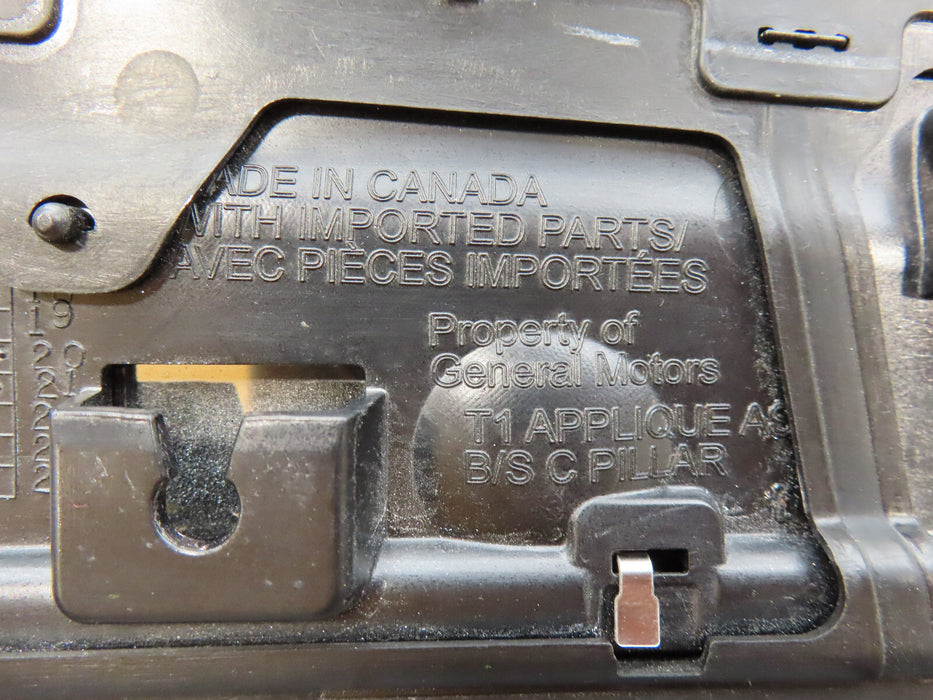 ADE IN CANADA
WITH IMPORTED PARTS/
AVEC PIÈCES IMPORTÉES
19
Property of
20
General Motors
T1 APPLIQUE AS
B/S C PILLAR